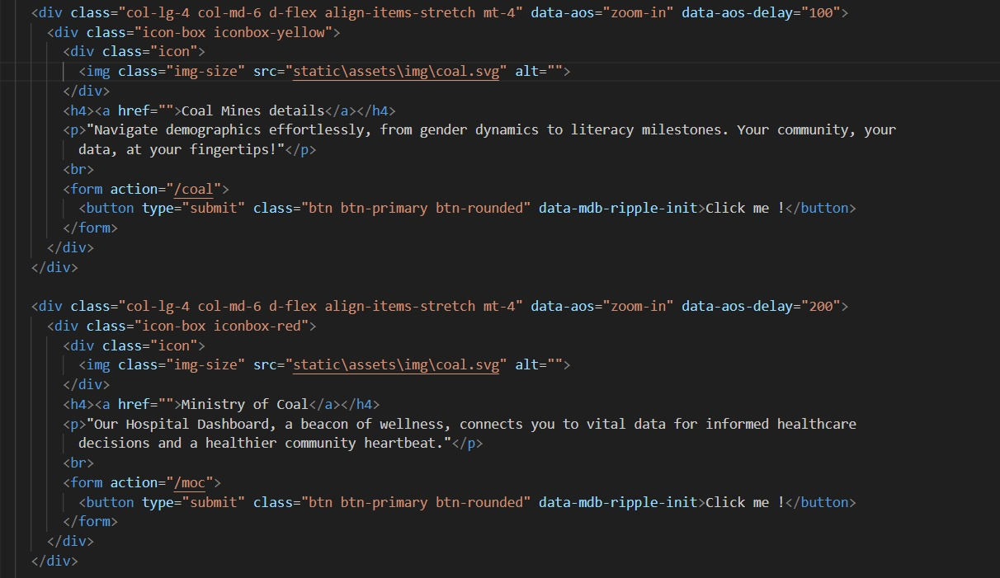 <div class="col-lg-4 col-md-6 d-flex align-items-stretch mt-4" data-aos="zoom-in" data-aos-delay="100">
<div class="icon-box iconbox-yellow">
<div class="icon">
<img class="img-size" src="static\assets\img\coal.svg" alt="">
</div>
<h4><a href="">Coal Mines details</a></h4>
<p>"Navigate demographics effortlessly, from gender dynamics to literacy milestones. Your community, your
data, at your fingertips!"</p>
<br>
<form action="/coal">
<button type="submit" class="btn btn-primary btn-rounded" data-mdb-ripple-init>Click me !</button>
</form>
</div>
</div>
<div class="col-lg-4 col-md-6 d-flex align-items-stretch mt-4" data-aos="zoom-in" data-aos-delay="200">
<div class="icon-box iconbox-red">
<div class="icon">
<img class="img-size" src="static\assets\img\coal.svg" alt="">
</div>
<h4><a href="">Ministry of Coal</a></h4>
<p>"Our Hospital Dashboard, a beacon of wellness, connects you to vital data for informed healthcare
decisions and a healthier community heartbeat."</p>
<br>
<form action="/moc">
<button type="submit" class="btn btn-primary btn-rounded" data-mdb-ripple-init>Click me !</button>
</form>
</div>
</div>